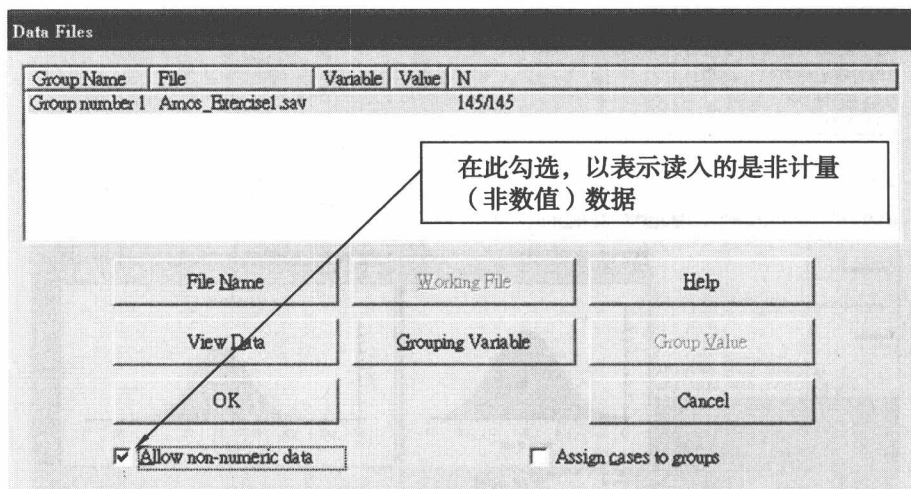 Data Files
Group Name File Variable Value N
Group number 1 Amos_Exercise1.sav 145/145
在此勾选，以表示读入的是非计量
（非数值）数据
File Name Working File Help
View Data Grouping Variable Group Value
OK Cancel
Allow non-numeric data Assign cases to groups